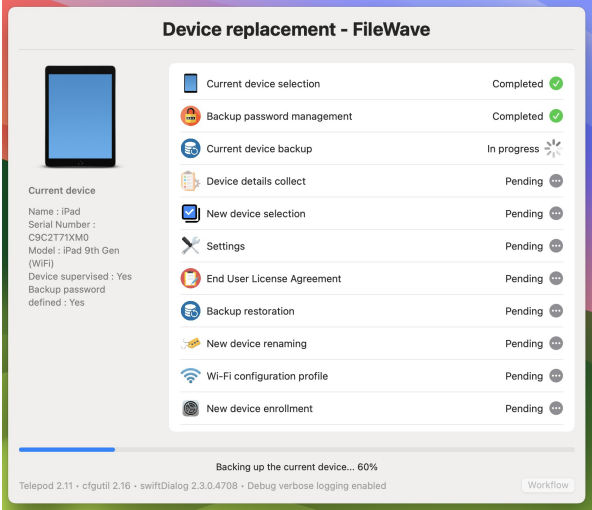 Device replacement - FileWave
Current device selection Completed
Backup password management Completed
Current device backup In progress
Device details collect Pending
New device selection Pending
Settings Pending
End User License Agreement Pending
Backup restoration Pending
New device renaming Pending
Wi-Fi configuration profile Pending
New device enrollment Pending
Current device
Name : iPad
Serial Number :
C9C2T71XM0
Model : iPad 9th Gen
(WiFi)
Device supervised : Yes
Backup password
defined : Yes
Backing up the current device... 60%
Telepod 2.11 • cfgutil 2.16 • swiftDialog 2.3.0.4708 • Debug verbose logging enabled
Workflow